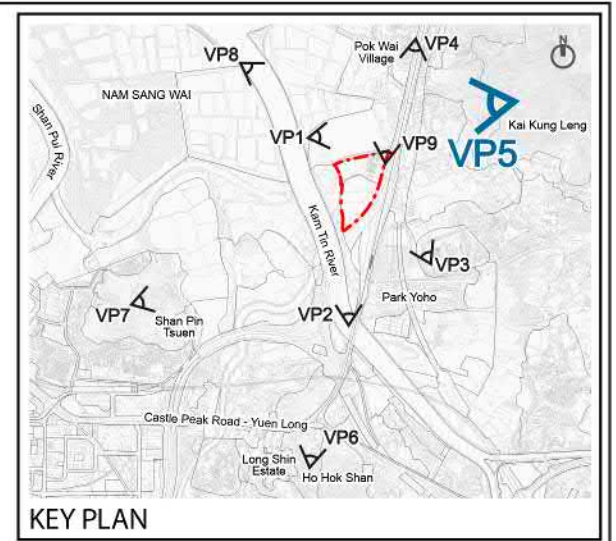 N
Pok Wai
Village
VP4
VP8
NAM SANG WAI
Kai Kung Leng
VP5
VP1
VP9
Shan Pui River
Kam Tin River
VP3
Park Yoho
VP7
Shan Pin
Tsuen
VP2
Castle Peak Road - Yuen Long
VP6
Long Shin
Estate
Ho Hok Shan
KEY PLAN